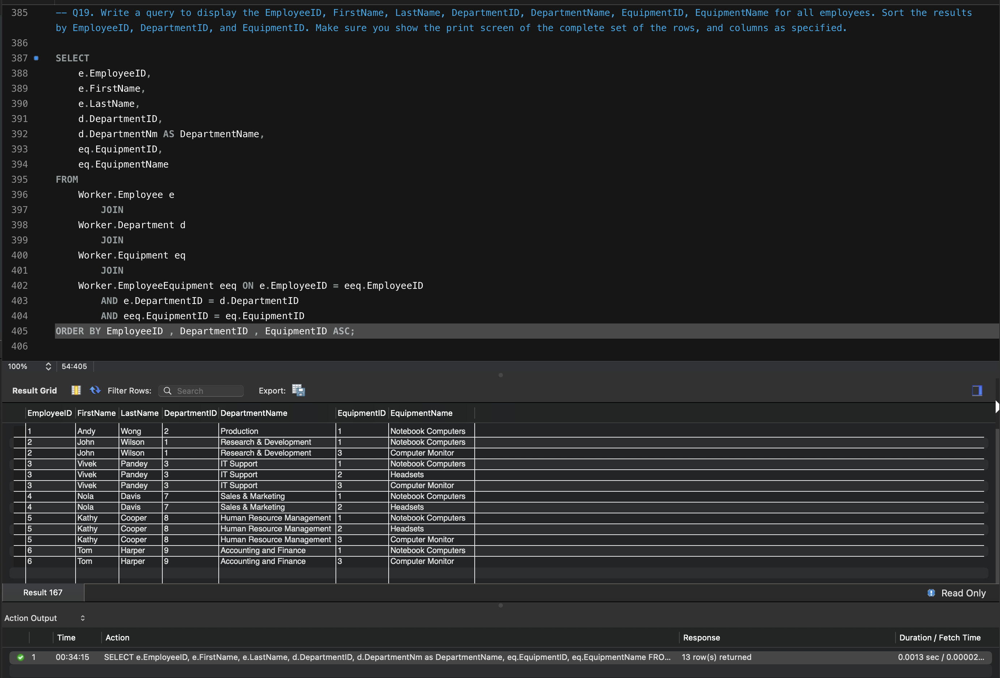 385 -- Q19. Write a query to display the EmployeeID, FirstName, LastName, DepartmentID, DepartmentName, EquipmentID, EquipmentName for all employees. Sort the results
by EmployeeID, DepartmentID, and EquipmentID. Make sure you show the print screen of the complete set of the rows, and columns as specified.
386
387 SELECT
388 e.EmployeeID,
389 e.FirstName,
390 e.LastName,
391 d.DepartmentID,
392 d.DepartmentNm AS DepartmentName,
393 eq.EquipmentID,
394 eq.EquipmentName
395 FROM
396 Worker.Employee e
397 JOIN
398 Worker.Department d
399 JOIN
400 Worker.Equipment eq
401 JOIN
402 Worker.EmployeeEquipment eeq ON e.EmployeeID = eeq.EmployeeID
403 AND e.DepartmentID = d.DepartmentID
404 AND eeq.EquipmentID = eq.EquipmentID
405 ORDER BY EmployeeID , DepartmentID , EquipmentID ASC;
406
100% 54:405
Result Grid Filter Rows: Search Export:
EmployeeID FirstName LastName DepartmentID DepartmentName EquipmentID EquipmentName
1 Andy Wong 2 Production 1 Notebook Computers
2 John Wilson 1 Research & Development 1 Notebook Computers
2 John Wilson 1 Research & Development 3 Computer Monitor
3 Vivek Pandey 3 IT Support 1 Notebook Computers
3 Vivek Pandey 3 IT Support 2 Headsets
3 Vivek Pandey 3 IT Support 3 Computer Monitor
4 Nola Davis 7 Sales & Marketing 1 Notebook Computers
4 Nola Davis 7 Sales & Marketing 2 Headsets
5 Kathy Cooper 8 Human Resource Management 1 Notebook Computers
5 Kathy Cooper 8 Human Resource Management 2 Headsets
5 Kathy Cooper 8 Human Resource Management 3 Computer Monitor
6 Tom Harper 9 Accounting and Finance 1 Notebook Computers
6 Tom Harper 9 Accounting and Finance 3 Computer Monitor
Result 167 Read Only
Action Output
Time Action Response Duration / Fetch Time
1 00:34:15 SELECT e.EmployeeID, e.FirstName, e.LastName, d.DepartmentID, d.DepartmentNm as DepartmentName, eq.EquipmentID, eq.EquipmentName FRO... 13 row(s) returned 0.0013 sec / 0.00002...